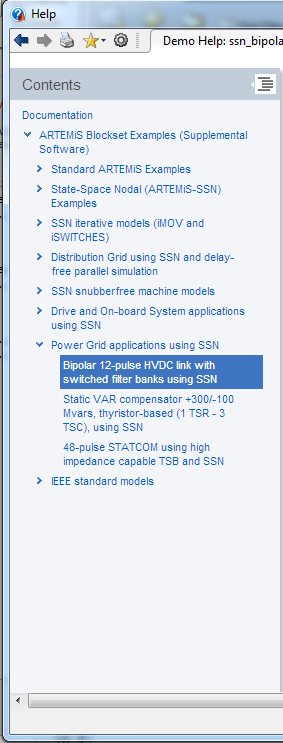 Help
Demo Help: ssn_bipola
Contents
Documentation
ARTEMiS Blockset Examples (Supplemental
Software)
Standard ARTEMiS Examples
State-Space Nodal (ARTEMiS-SSN)
Examples
SSN iterative models (iMOV and
iSWITCHES)
Distribution Grid using SSN and delay-
free parallel simulation
SSN snubberfree machine models
Drive and On-board System applications
using SSN
Power Grid applications using SSN
Bipolar 12-pulse HVDC link with
switched filter banks using SSN
Static VAR compensator +300/-100
Mvars, thyristor-based (1 TSR - 3
TSC), using SSN
48-pulse STATCOM using high
impedance capable TSB and SSN
IEEE standard models